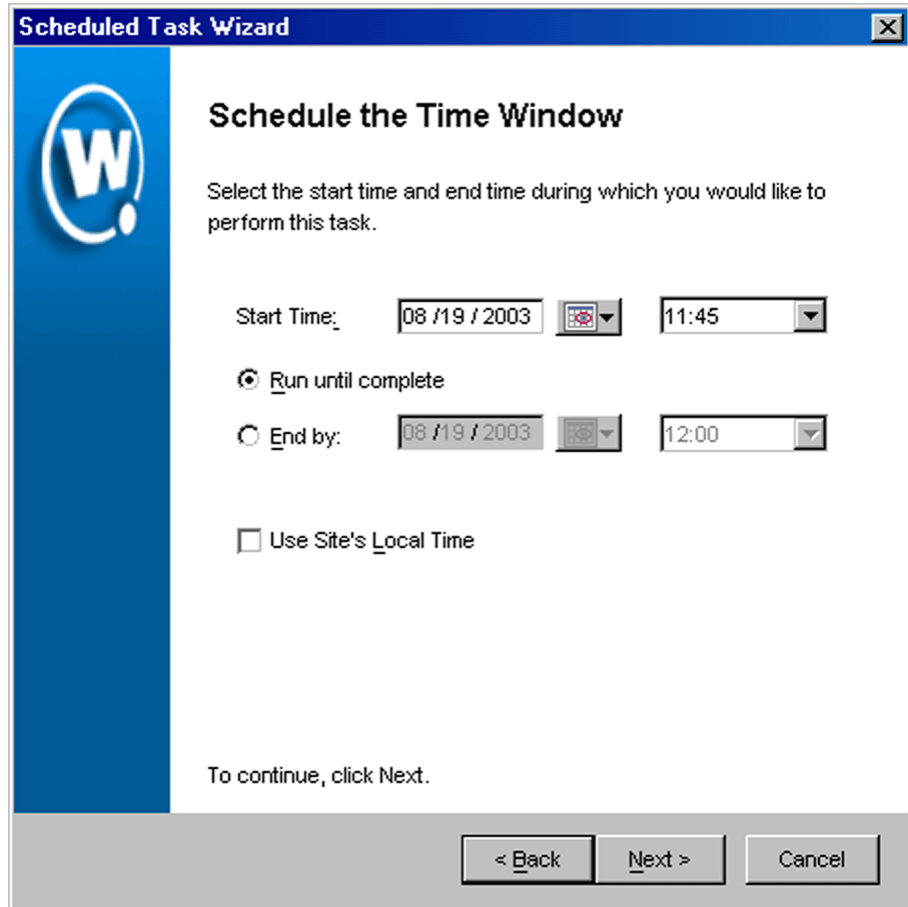 Scheduled Task Wizard
W
Schedule the Time Window
Select the start time and end time during which you would like to
perform this task.
Start Time: 08 /19 / 2003 11:45
Run until complete
End by: 08 /19 / 2003 12:00
Use Site's Local Time
To continue, click Next.
< Back Next > Cancel